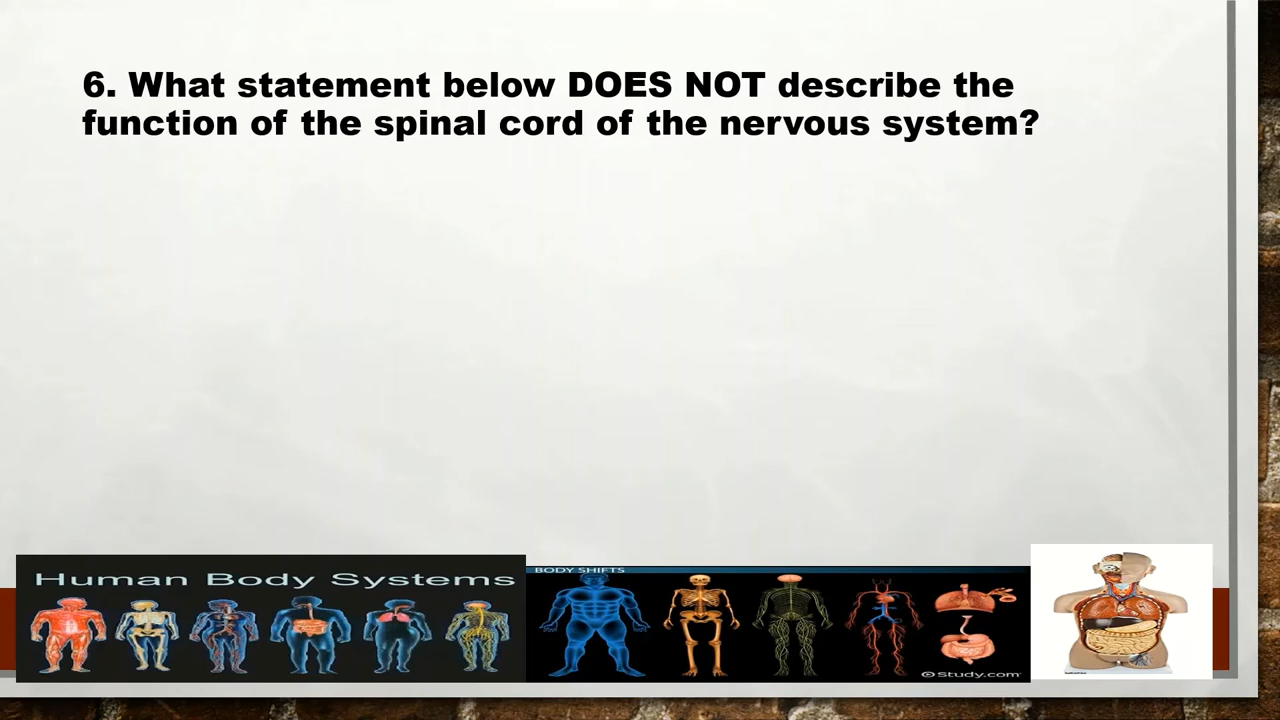 6. What statement below DOES NOT describe the
function of the spinal cord of the nervous system?
Human Body Systems
BODY SHIFTS
© Study.com